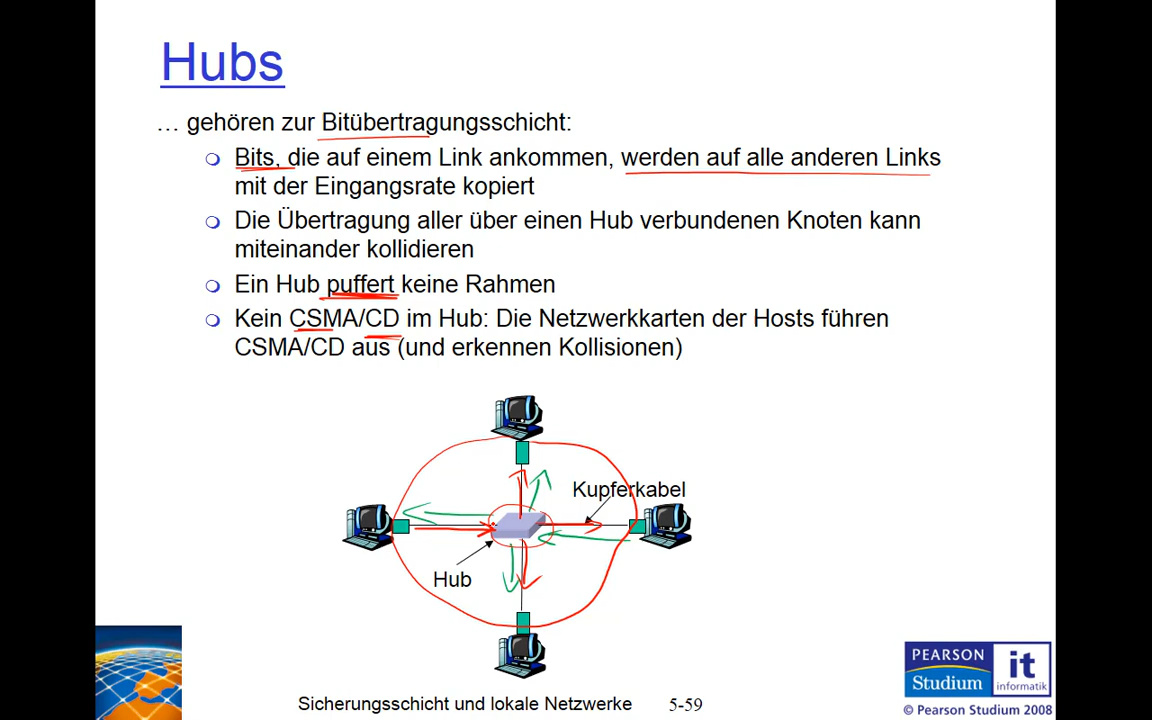 Hubs
… gehören zur Bitübertragungsschicht:
Bits, die auf einem Link ankommen, werden auf alle anderen Links
mit der Eingangsrate kopiert
Die Übertragung aller über einen Hub verbundenen Knoten kann
miteinander kollidieren
Ein Hub puffert keine Rahmen
Kein CSMA/CD im Hub: Die Netzwerkkarten der Hosts führen
CSMA/CD aus (und erkennen Kollisionen)
Kupferkabel
Hub
Sicherungsschicht und lokale Netzwerke 5-59
PEARSON
Studium
it
informatik
© Pearson Studium 2008